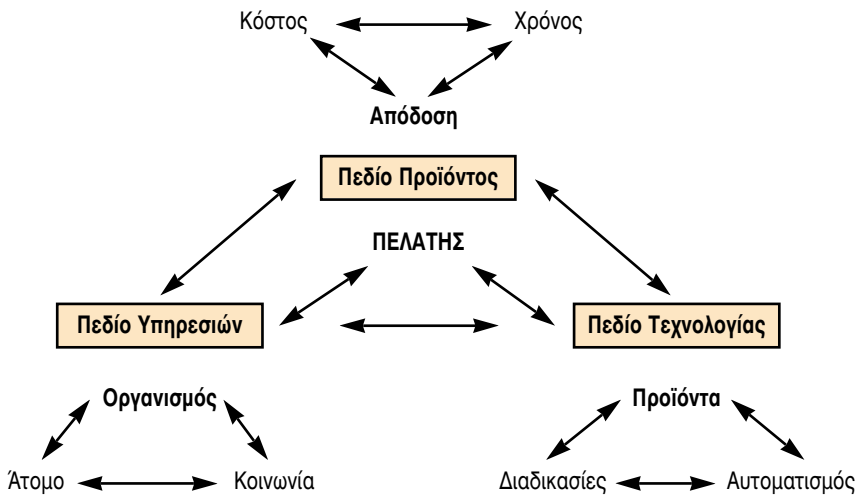 Κόστος Χρόνος
Απόδοση
Πεδίο Προϊόντος
ΠΕΛΑΤΗΣ
Πεδίο Υπηρεσιών Πεδίο Τεχνολογίας
Οργανισμός Προϊόντα
Άτομο Κοινωνία Διαδικασίες Αυτοματισμός